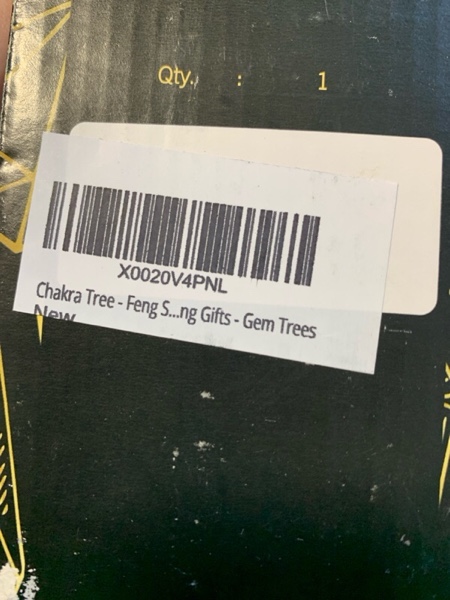 Qty. : 1
X0020V4PNL
Chakra Tree - Feng S...ng Gifts - Gem Trees
New